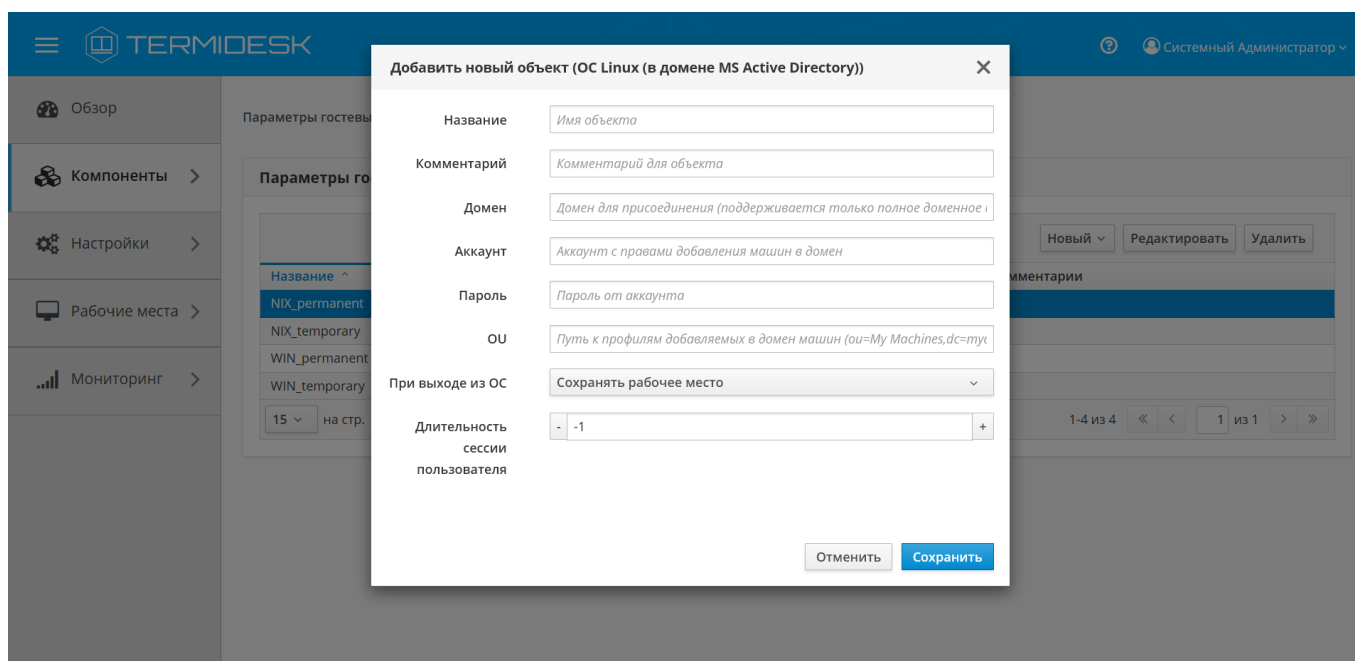 TERMIDESK
Системный Администратор
Добавить новый объект (ОС Linux (в домене MS Active Directory))
Обзор
Компоненты
Настройки
Рабочие места
Мониторинг
Параметры гостевы
Параметры го
Новый
Редактировать
Удалить
Название
мментарии
NIX_permanent
NIX_temporary
WIN_permanent
WIN_temporary
15 на стр.
1-4 из 4
1 из 1
Название
Имя объекта
Комментарий
Комментарий для объекта
Домен
Домен для присоединения (поддерживается только полное доменное
Аккаунт
Аккаунт с правами добавления машин в домен
Пароль
Пароль от аккаунта
OU
Путь к профилям добавляемых в домен машин (ou=My Machines,dc=myd
При выходе из ОС
Сохранять рабочее место
Длительность
сессии
пользователя
- -1 +
Отменить
Сохранить